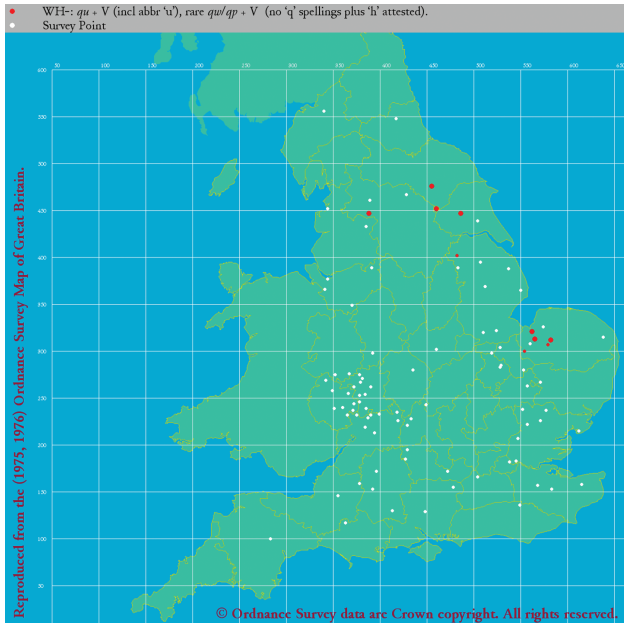 WH-: qu + V (incl abbr ‘u’), rare qw/qp + V (no ‘q’ spellings plus ‘h’ attested).
Survey Point
50 100 150 200 250 300 350 400 450 500 550 600
600
550
500
450
400
350
300
250
200
150
100
50
Reproduced from the (1975, 1976) Ordnance Survey Map of Great Britain.
© Ordnance Survey data are Crown copyright. All rights reserved.